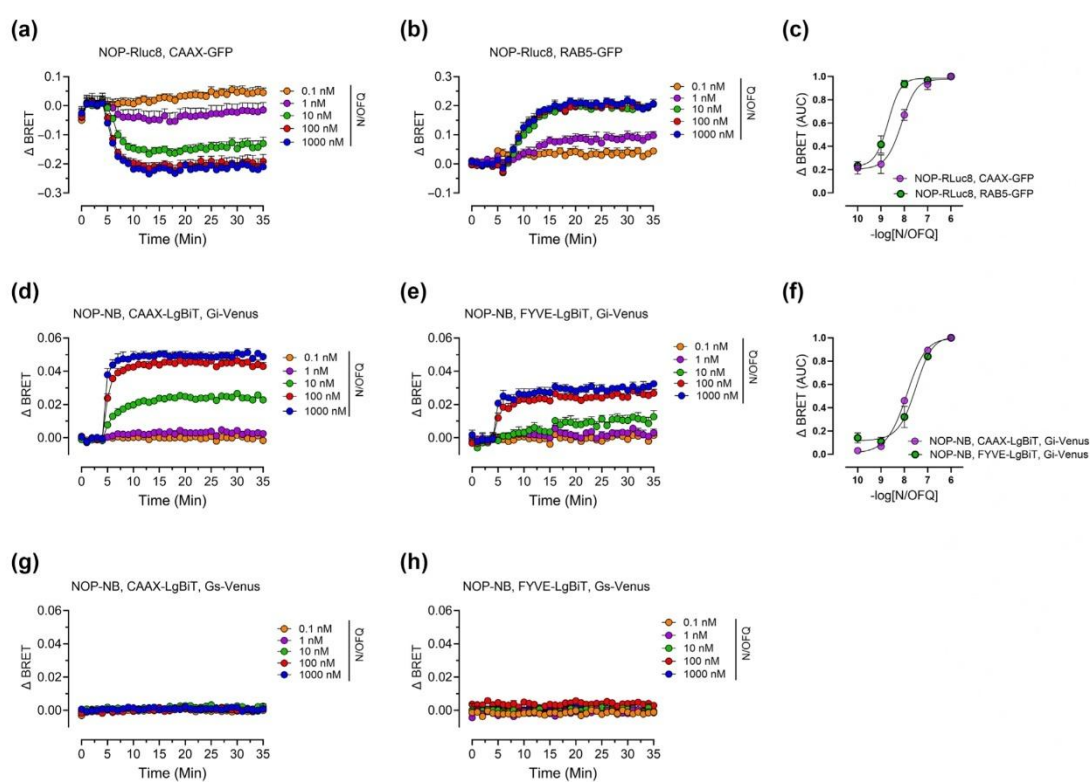 (a)
NOP-Rluc8, CAAX-GFP
Δ BRET
0.2
0.1
0.0
−0.1
−0.2
−0.3
0 5 10 15 20 25 30 35
Time (Min)
0.1 nM
1 nM
10 nM
100 nM
1000 nM
N/OFQ
(b)
NOP-Rluc8, RAB5-GFP
Δ BRET
0.4
0.3
0.2
0.1
0.0
−0.1
0 5 10 15 20 25 30 35
Time (Min)
0.1 nM
1 nM
10 nM
100 nM
1000 nM
N/OFQ
(c)
Δ BRET (AUC)
1.0
0.8
0.6
0.4
0.2
0.0
NOP-RLuc8, CAAX-GFP
NOP-RLuc8, RAB5-GFP
10 9 8 7 6
-log[N/OFQ]
(d)
NOP-NB, CAAX-LgBiT, Gi-Venus
Δ BRET
0.06
0.04
0.02
0.00
0 5 10 15 20 25 30 35
Time (Min)
0.1 nM
1 nM
10 nM
100 nM
1000 nM
N/OFQ
(e)
NOP-NB, FYVE-LgBiT, Gi-Venus
Δ BRET
0.06
0.04
0.02
0.00
0 5 10 15 20 25 30 35
Time (Min)
0.1 nM
1 nM
10 nM
100 nM
1000 nM
N/OFQ
(f)
Δ BRET (AUC)
1.0
0.8
0.6
0.4
0.2
0.0
NOP-NB, CAAX-LgBiT, Gi-Venus
NOP-NB, FYVE-LgBiT, Gi-Venus
10 9 8 7 6
-log[N/OFQ]
(g)
NOP-NB, CAAX-LgBiT, Gs-Venus
Δ BRET
0.06
0.04
0.02
0.00
0 5 10 15 20 25 30 35
Time (Min)
0.1 nM
1 nM
10 nM
100 nM
1000 nM
N/OFQ
(h)
NOP-NB, FYVE-LgBiT, Gs-Venus
Δ BRET
0.06
0.04
0.02
0.00
0 5 10 15 20 25 30 35
Time (Min)
0.1 nM
1 nM
10 nM
100 nM
1000 nM
N/OFQ